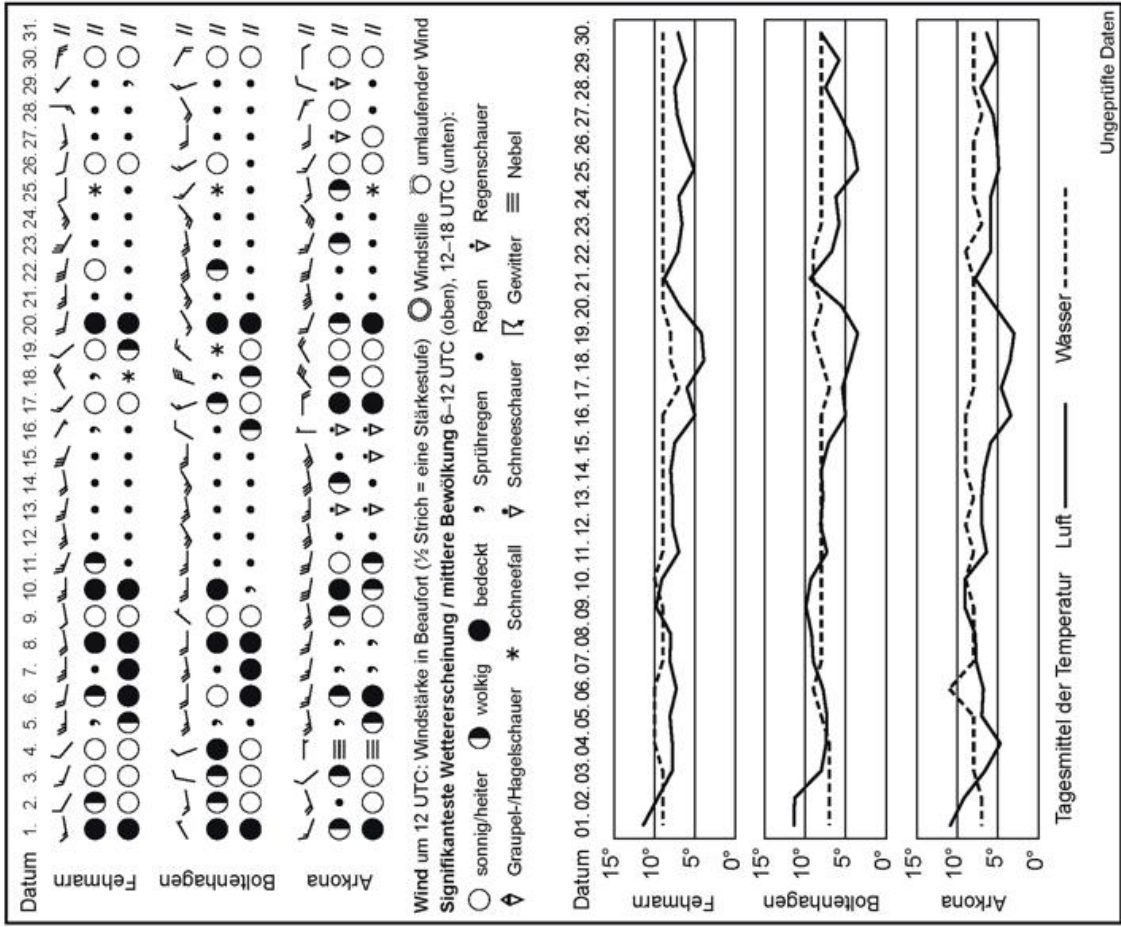 Datum 1. 2. 3. 4. 5. 6. 7. 8. 9. 10. 11. 12. 13. 14. 15. 16. 17. 18. 19. 20. 21. 22. 23. 24. 25. 26. 27. 28. 29. 30. 31.
Fehmarn
Boltenhagen
Arkona
Wind um 12 UTC: Windstärke in Beaufort (½ Strich = eine Stärkestufe) Windstille umlaufender Wind
Signifikanteste Wettererscheinung / mittlere Bewölkung 6–12 UTC (oben), 12–18 UTC (unten):
sonnig/heiter wolkig bedeckt Sprühregen Regen Regenschauer
Graupel-/Hagelschauer Schneefall Schneeschauer Gewitter Nebel
Datum 01. 02. 03. 04. 05. 06. 07. 08. 09. 10. 11. 12. 13. 14. 15. 16. 17. 18. 19. 20. 21. 22. 23. 24. 25. 26. 27. 28. 29. 30.
Fehmarn
15°
10°
5°
0°
Boltenhagen
15°
10°
5°
0°
Arkona
15°
10°
5°
0°
Tagesmittel der Temperatur Luft Wasser
Ungeprüfte Daten